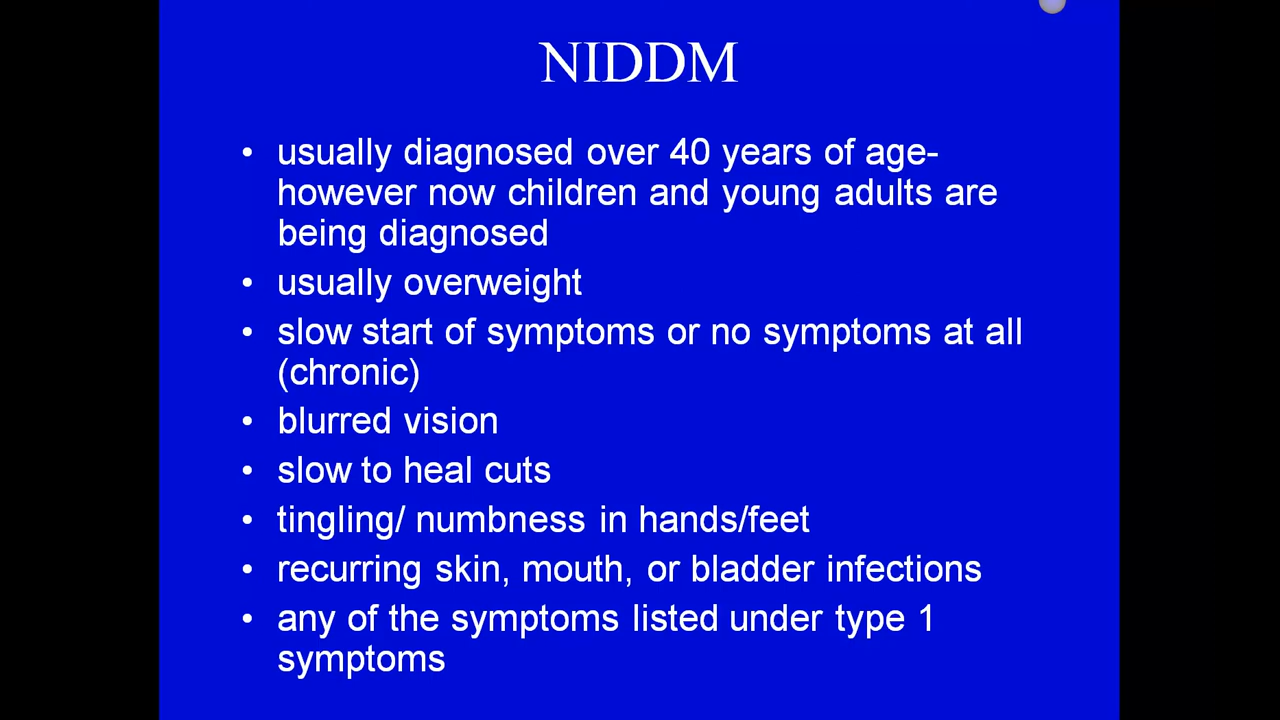 NIDDM
• usually diagnosed over 40 years of age-
however now children and young adults are
being diagnosed
• usually overweight
• slow start of symptoms or no symptoms at all
(chronic)
• blurred vision
• slow to heal cuts
• tingling/ numbness in hands/feet
• recurring skin, mouth, or bladder infections
• any of the symptoms listed under type 1
symptoms